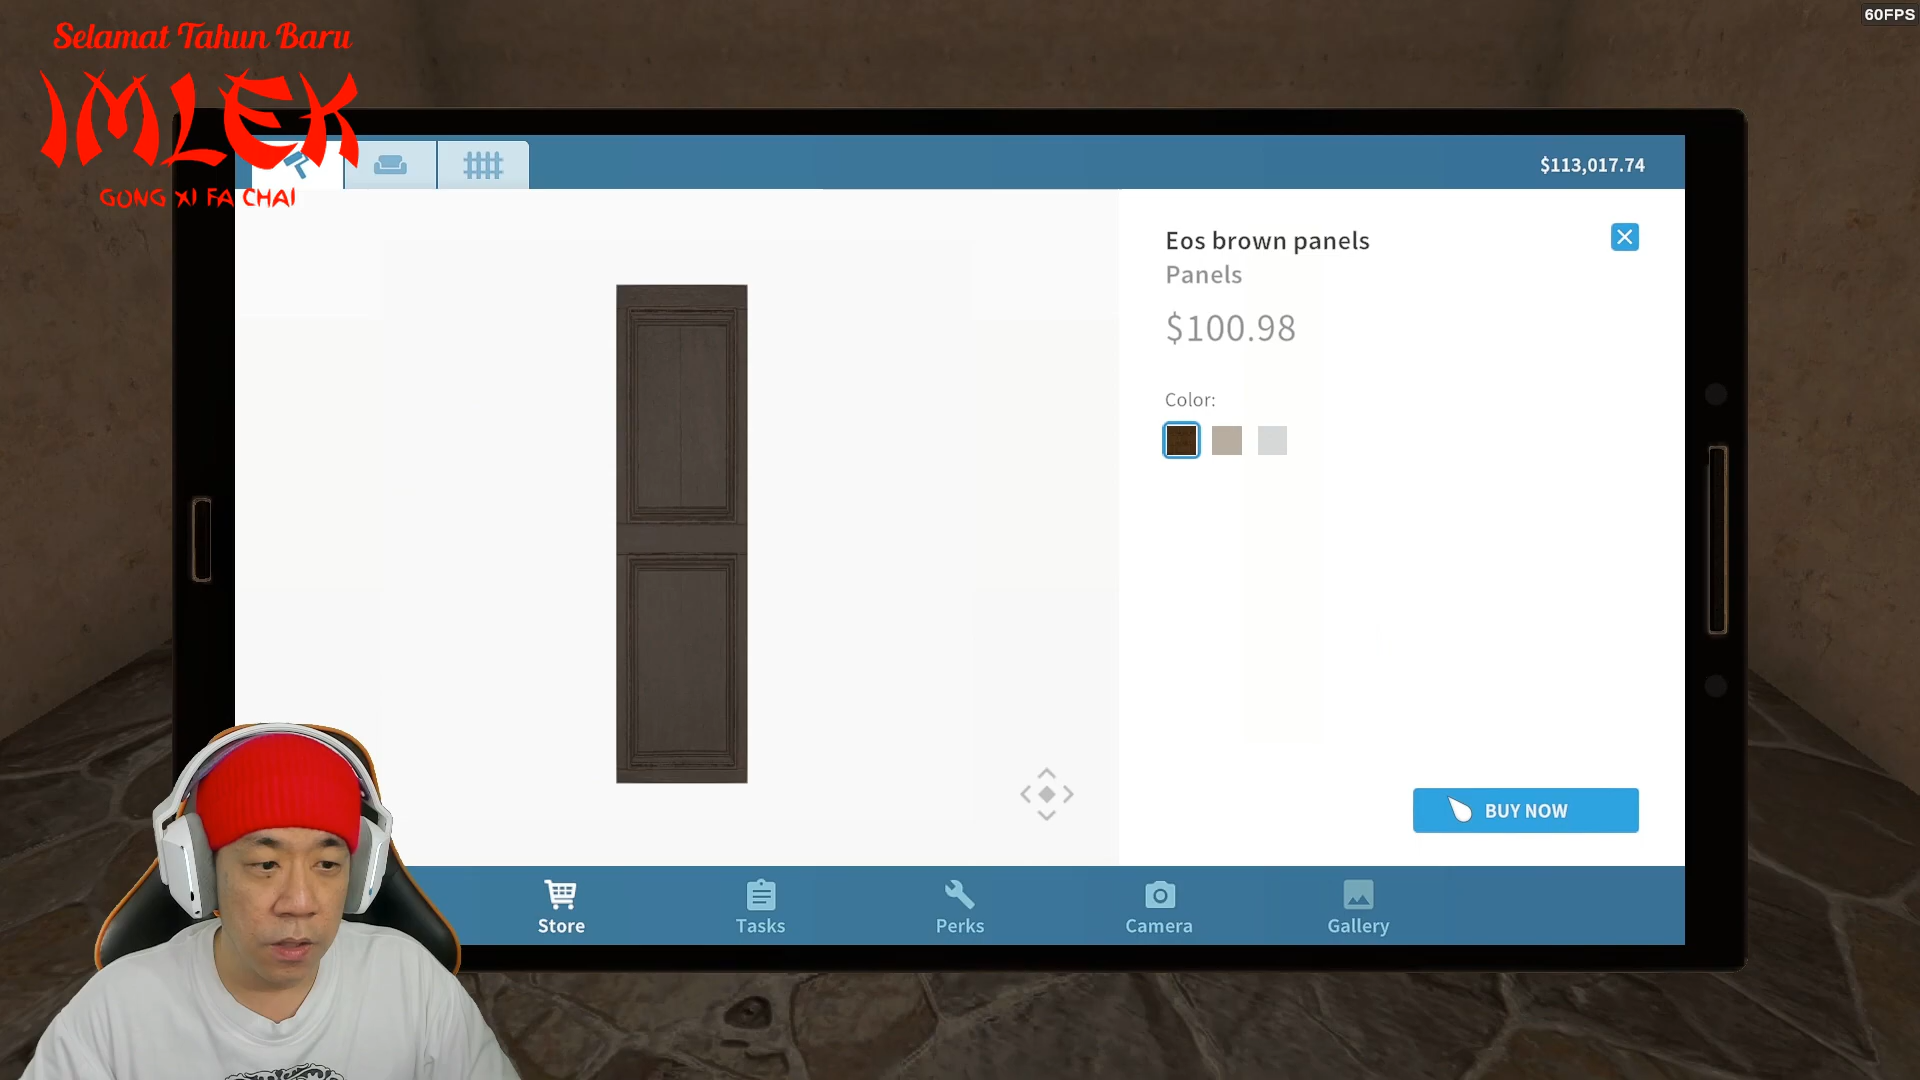 Selamat Tahun Baru
IMLEK
GONG XI FA CHAI
60FPS
$113,017.74
Eos brown panels
Panels
$100.98
Color:
BUY NOW
Store
Tasks
Perks
Camera
Gallery